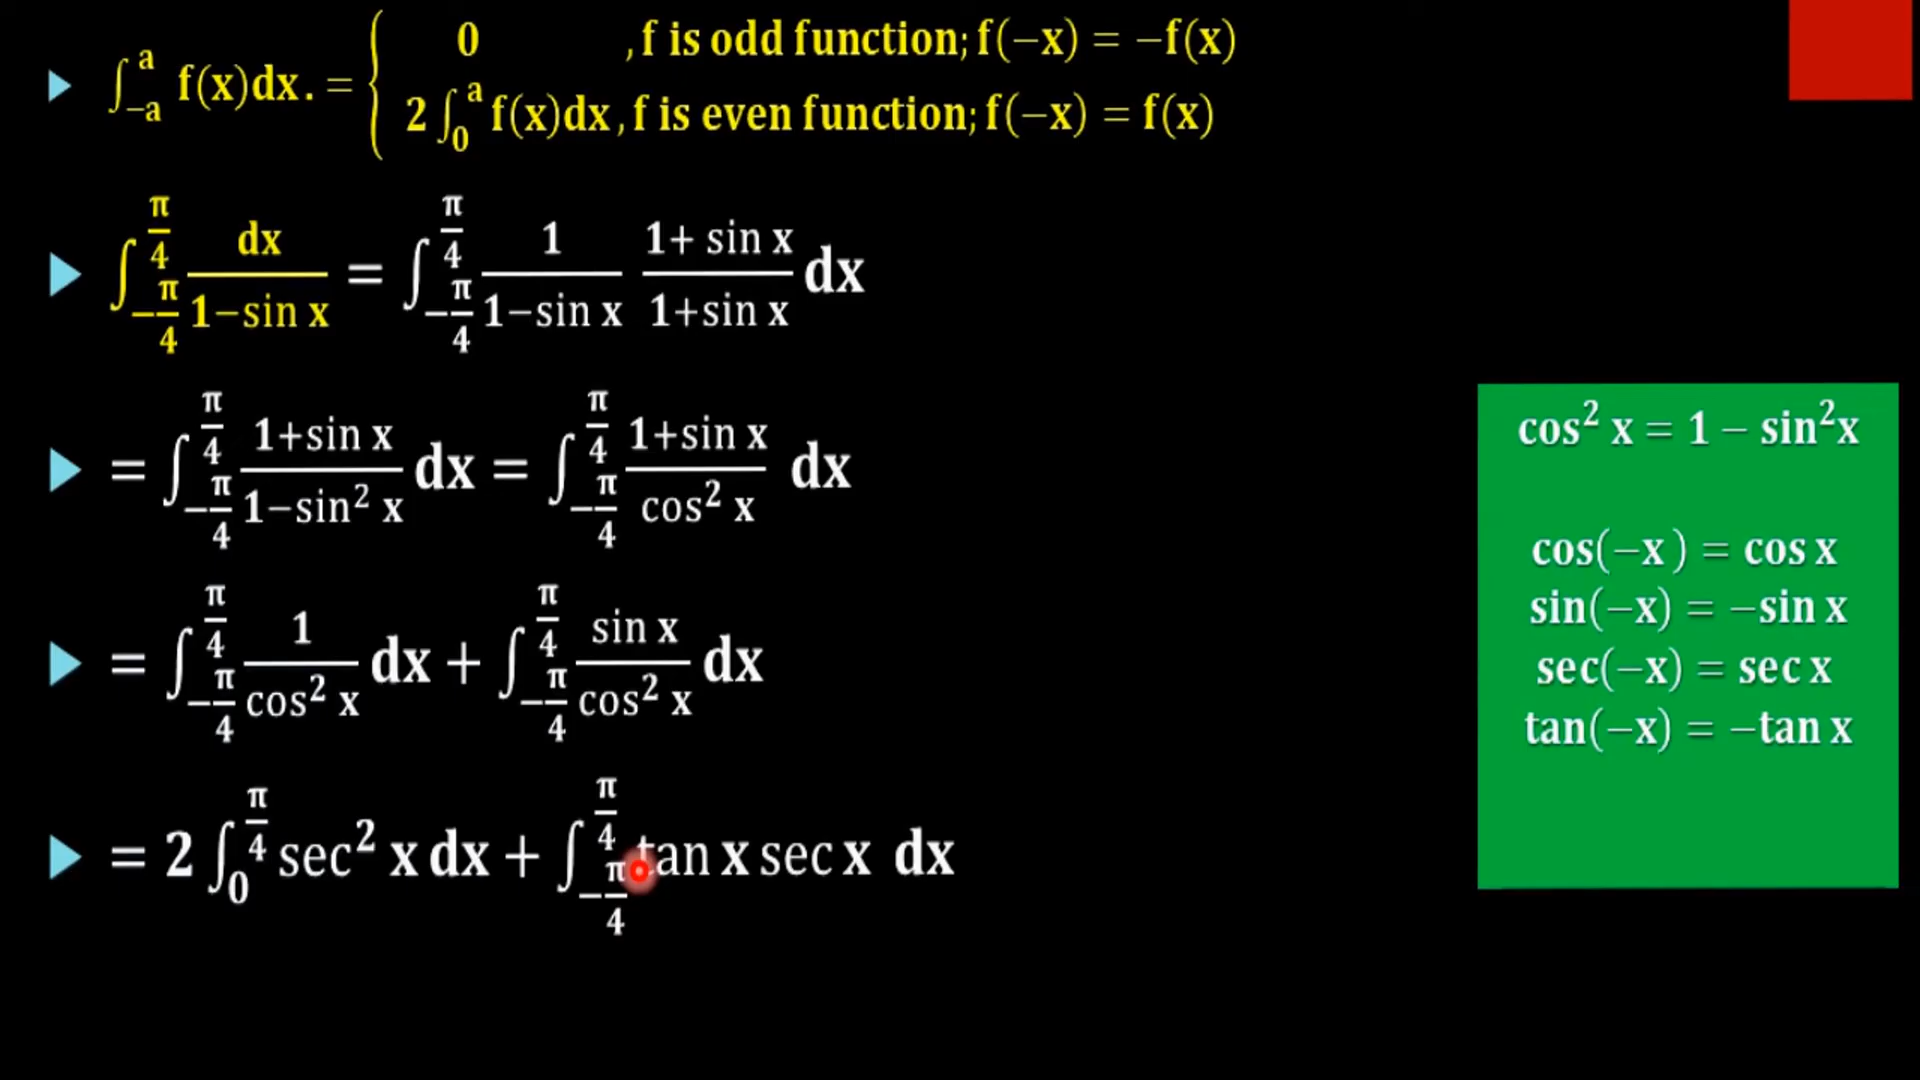 ∫_{-a}^{a} f(x)dx. = { 0 , f is odd function; f(−x) = −f(x)
2 ∫_{0}^{a} f(x)dx , f is even function; f(−x) = f(x)
∫_{-π/4}^{π/4} dx/(1−sin x) = ∫_{-π/4}^{π/4} 1/(1−sin x) (1+ sin x)/(1+sin x) dx
= ∫_{-π/4}^{π/4} (1+sin x)/(1−sin² x) dx = ∫_{-π/4}^{π/4} (1+sin x)/(cos² x) dx
= ∫_{-π/4}^{π/4} 1/(cos² x) dx + ∫_{-π/4}^{π/4} (sin x)/(cos² x) dx
= 2 ∫_{0}^{π/4} sec² x dx + ∫_{-π/4}^{π/4} tan x sec x dx
cos² x = 1 − sin²x
cos(−x ) = cos x
sin(−x) = −sin x
sec(−x) = sec x
tan(−x) = −tan x